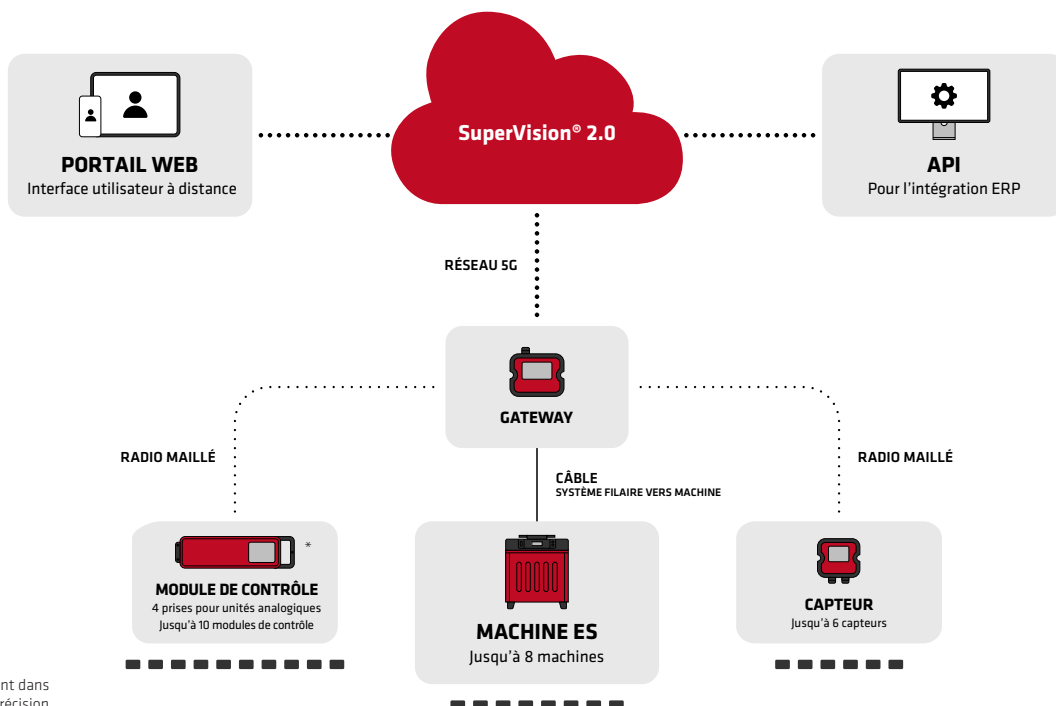 SuperVision® 2.0
PORTAIL WEB
Interface utilisateur à distance
API
Pour l'intégration ERP
RÉSEAU 5G
GATEWAY
RADIO MAILLÉ
RADIO MAILLÉ
CÂBLE
SYSTÈME FILAIRE VERS MACHINE
*
MODULE DE CONTRÔLE
4 prises pour unités analogiques
Jusqu'à 10 modules de contrôle
MACHINE ES
Jusqu'à 8 machines
CAPTEUR
Jusqu'à 6 capteurs
nt dans